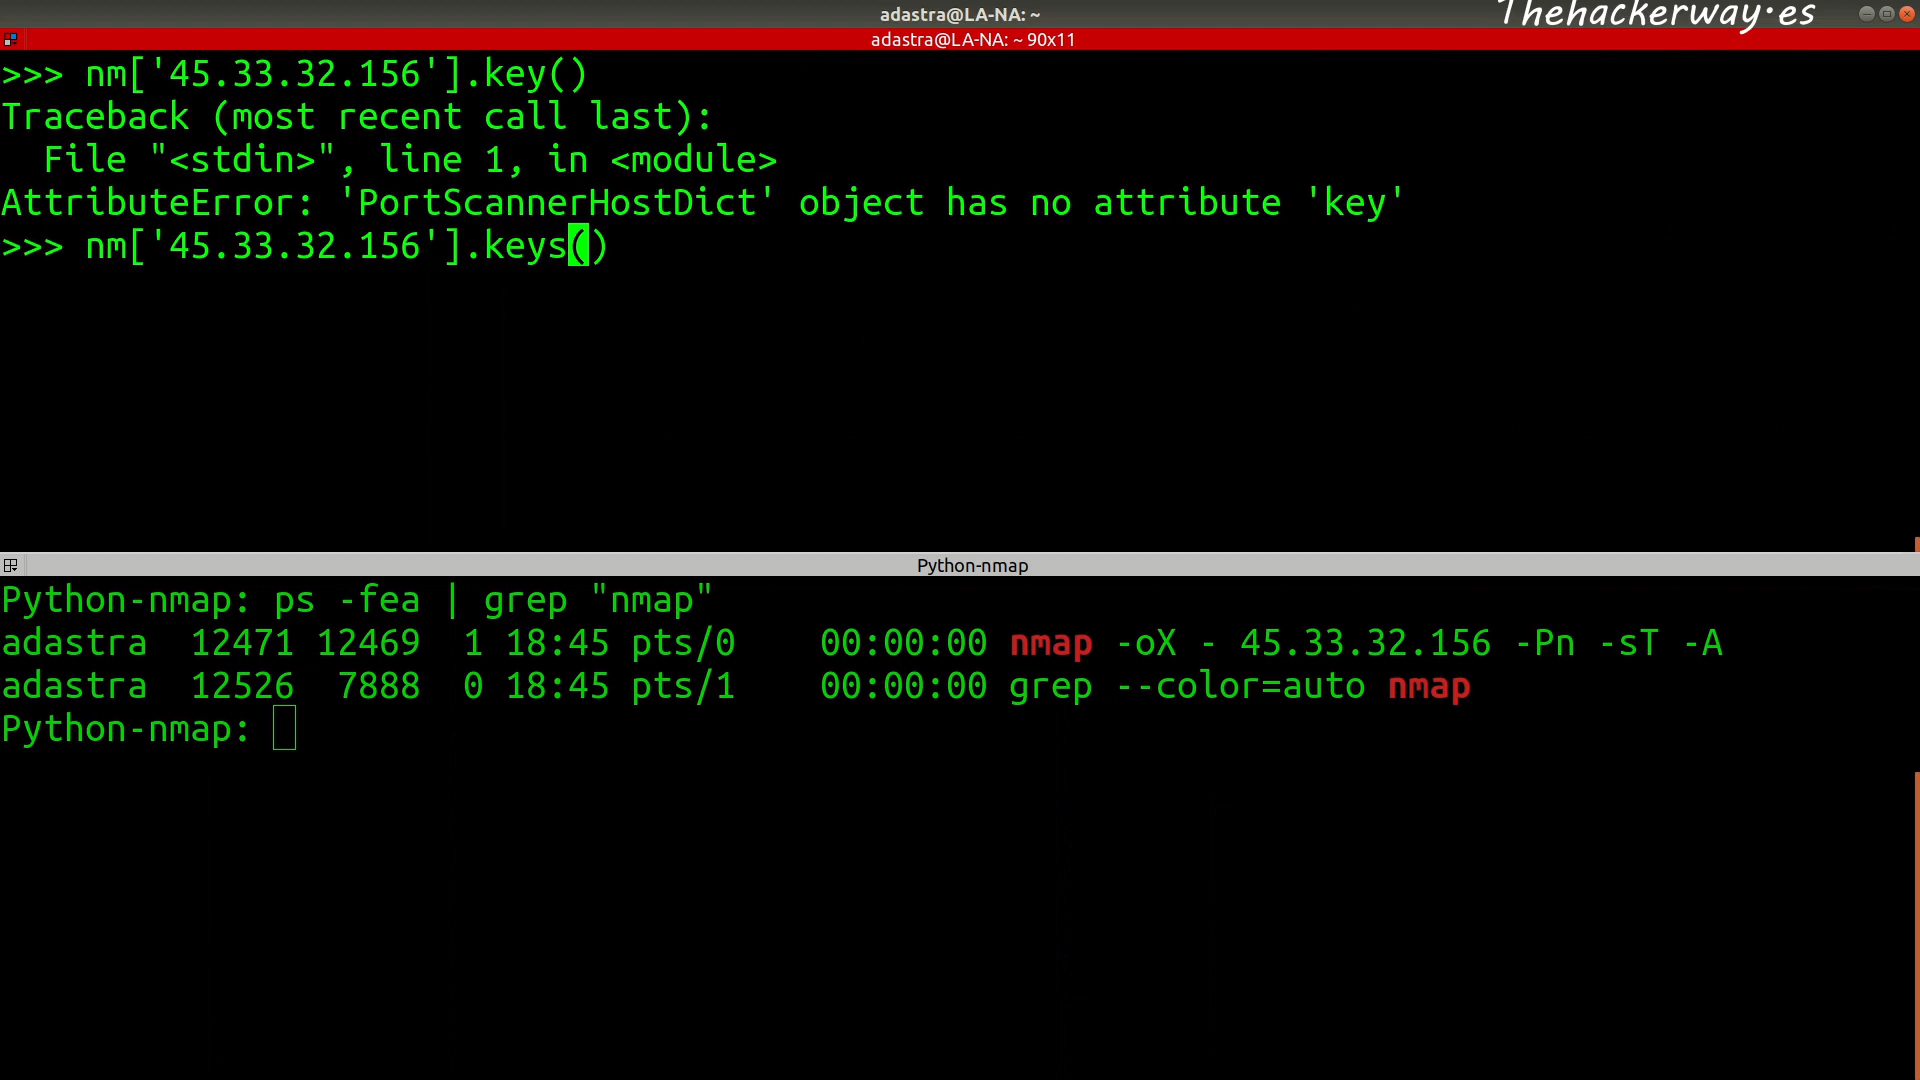 adastra@LA-NA: ~
Thehackerway.es
adastra@LA-NA: ~ 90x11
>>> nm['45.33.32.156'].key()
Traceback (most recent call last):
  File "<stdin>", line 1, in <module>
AttributeError: 'PortScannerHostDict' object has no attribute 'key'
>>> nm['45.33.32.156'].keys()
Python-nmap
Python-nmap: ps -fea | grep "nmap"
adastra  12471 12469  1 18:45 pts/0    00:00:00 nmap -oX - 45.33.32.156 -Pn -sT -A
adastra  12526  7888  0 18:45 pts/1    00:00:00 grep --color=auto nmap
Python-nmap: